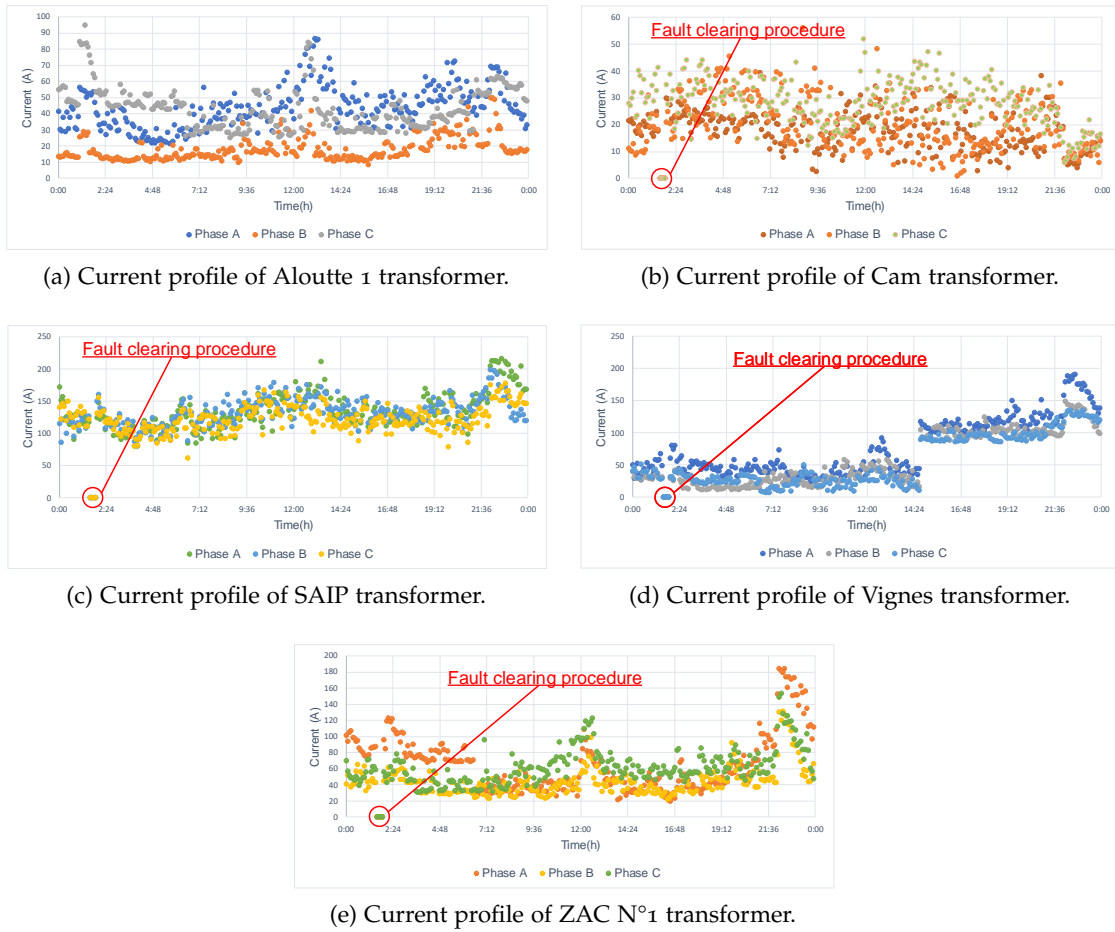 100
90
80
70
60
50
40
30
20
10
0
Current (A)
0:00 2:24 4:48 7:12 9:36 12:00 14:24 16:48 19:12 21:36 0:00
Time(h)
Phase A Phase B Phase C
(a) Current profile of Aloutte 1 transformer.
Fault clearing procedure
60
50
40
30
20
10
0
Current (A)
0:00 2:24 4:48 7:12 9:36 12:00 14:24 16:48 19:12 21:36 0:00
Time(h)
Phase A Phase B Phase C
(b) Current profile of Cam transformer.
Fault clearing procedure
250
200
150
100
50
0
Current (A)
0:00 2:24 4:48 7:12 9:36 12:00 14:24 16:48 19:12 21:36 0:00
Time(h)
Phase A Phase B Phase C
(c) Current profile of SAIP transformer.
Fault clearing procedure
250
200
150
100
50
0
Current (A)
0:00 2:24 4:48 7:12 9:36 12:00 14:24 16:48 19:12 21:36 0:00
Time(h)
Phase A Phase B Phase C
(d) Current profile of Vignes transformer.
Fault clearing procedure
200
180
160
140
120
100
80
60
40
20
0
Current (A)
0:00 2:24 4:48 7:12 9:36 12:00 14:24 16:48 19:12 21:36 0:00
Time(h)
Phase A Phase B Phase C
(e) Current profile of ZAC N°1 transformer.